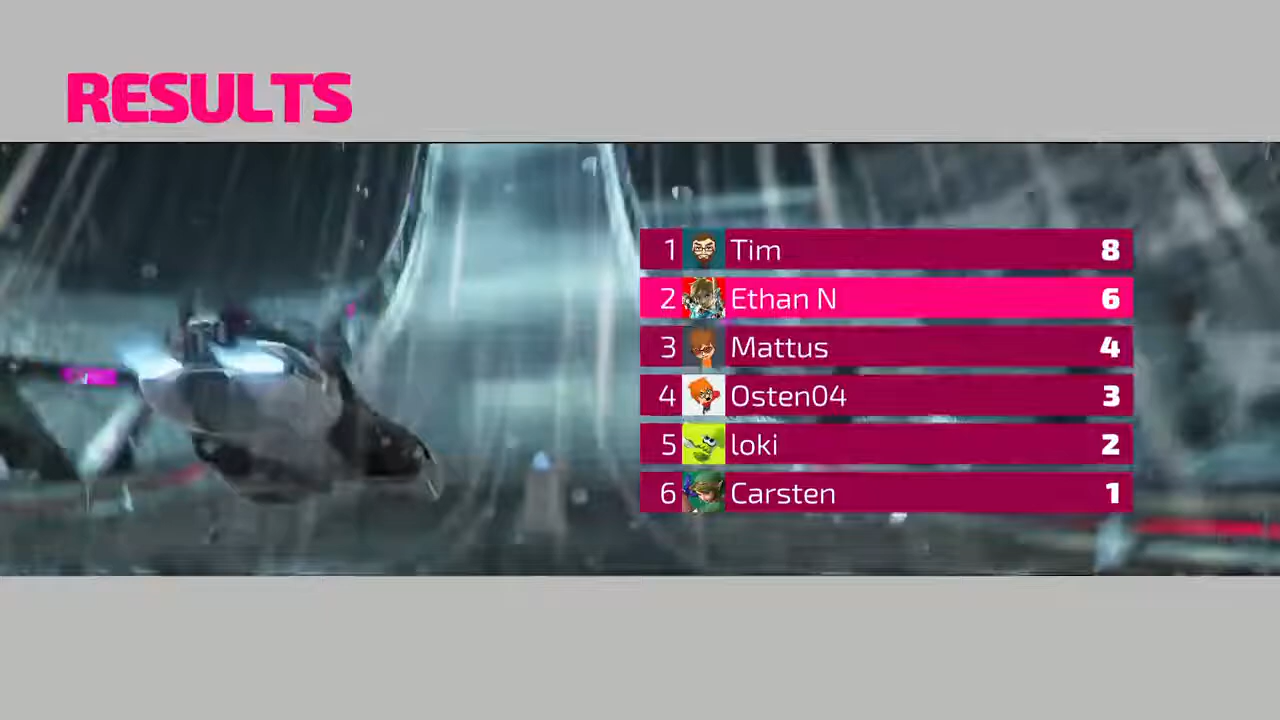 RESULTS
1 Tim 8
2 Ethan N 6
3 Mattus 4
4 Osten04 3
5 loki 2
6 Carsten 1